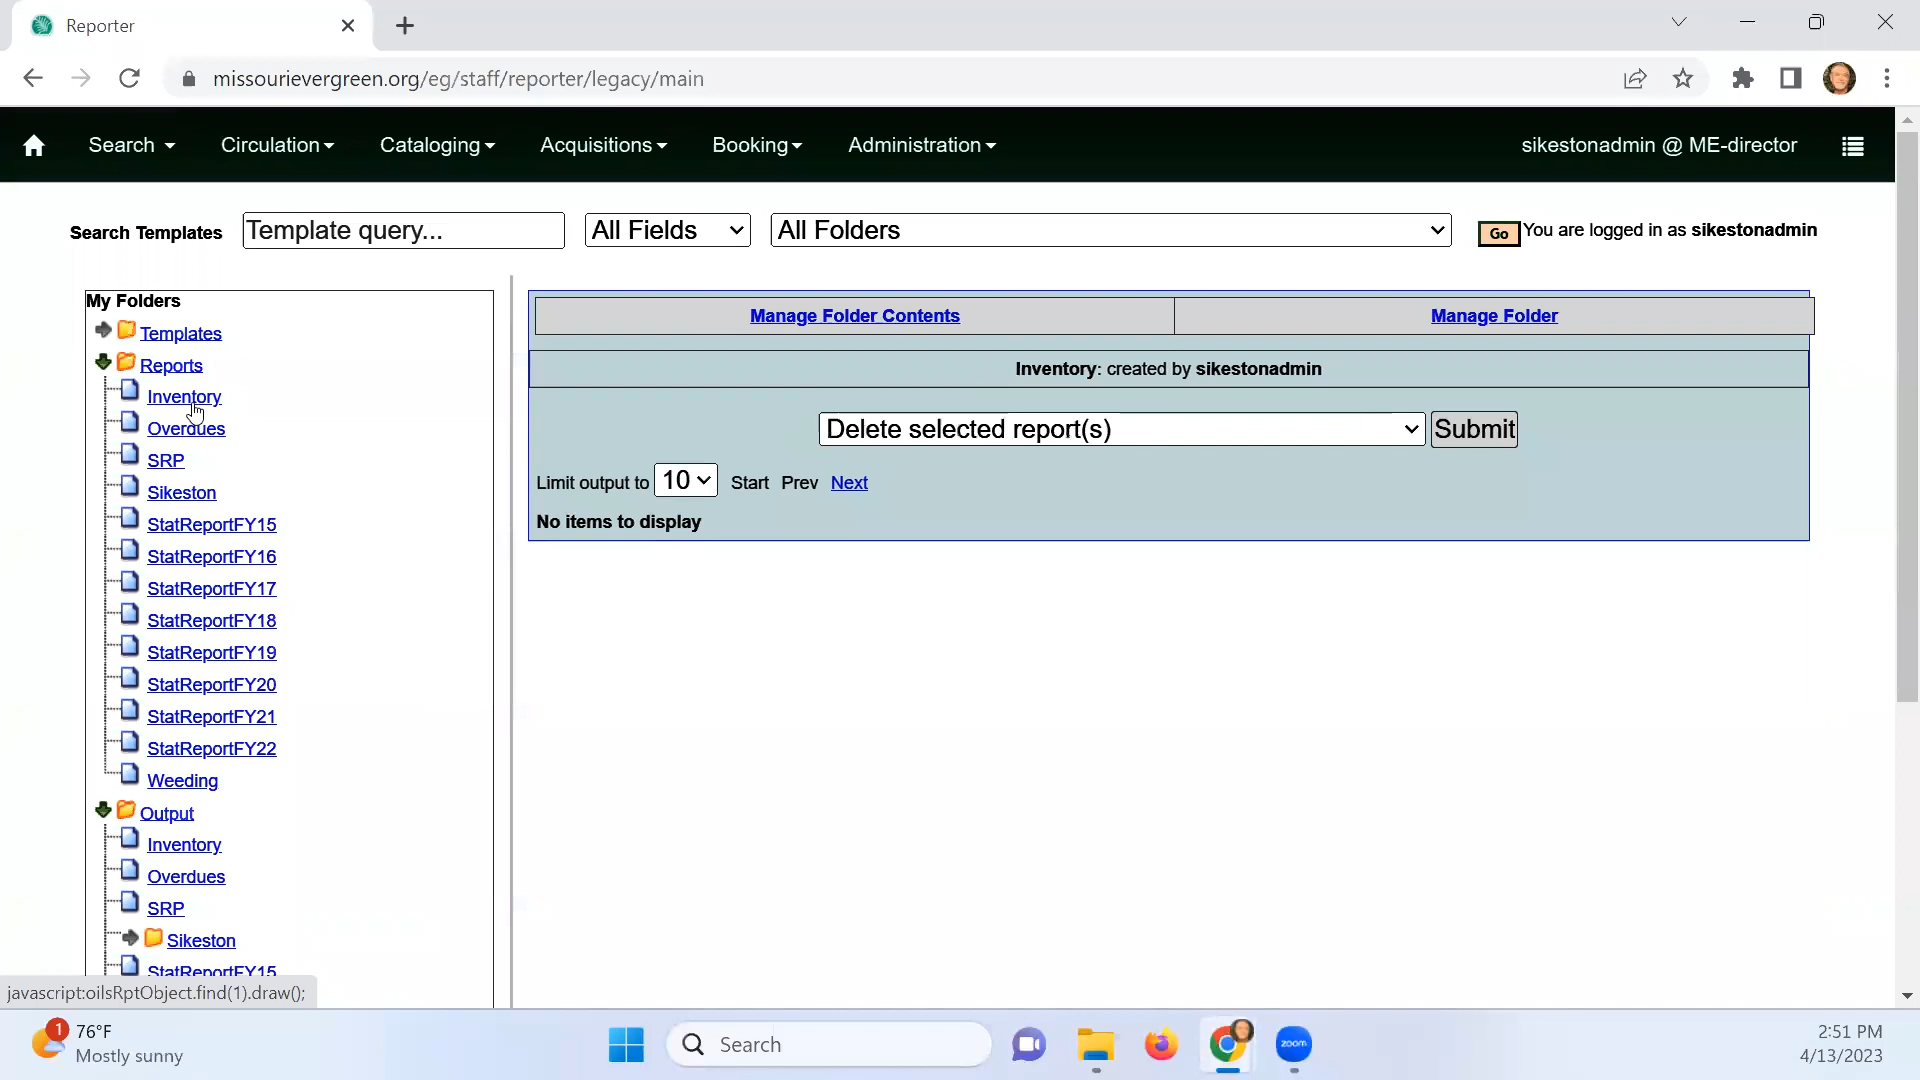 Reporter
missourievergreen.org/eg/staff/reporter/legacy/main
Search Circulation Cataloging Acquisitions Booking Administration sikestonadmin @ ME-director
Search Templates Template query... All Fields All Folders Go You are logged in as sikestonadmin
My Folders
Templates
Reports
Inventory
Overdues
SRP
Sikeston
StatReportFY15
StatReportFY16
StatReportFY17
StatReportFY18
StatReportFY19
StatReportFY20
StatReportFY21
StatReportFY22
Weeding
Output
Inventory
Overdues
SRP
Sikeston
StatReportFY15
Manage Folder Contents Manage Folder
Inventory: created by sikestonadmin
Delete selected report(s) Submit
Limit output to 10 Start Prev Next
No items to display
javascript:oilsRptObject.find(1).draw();
1
76°F
Mostly sunny
Search
zoom
2:51 PM
4/13/2023